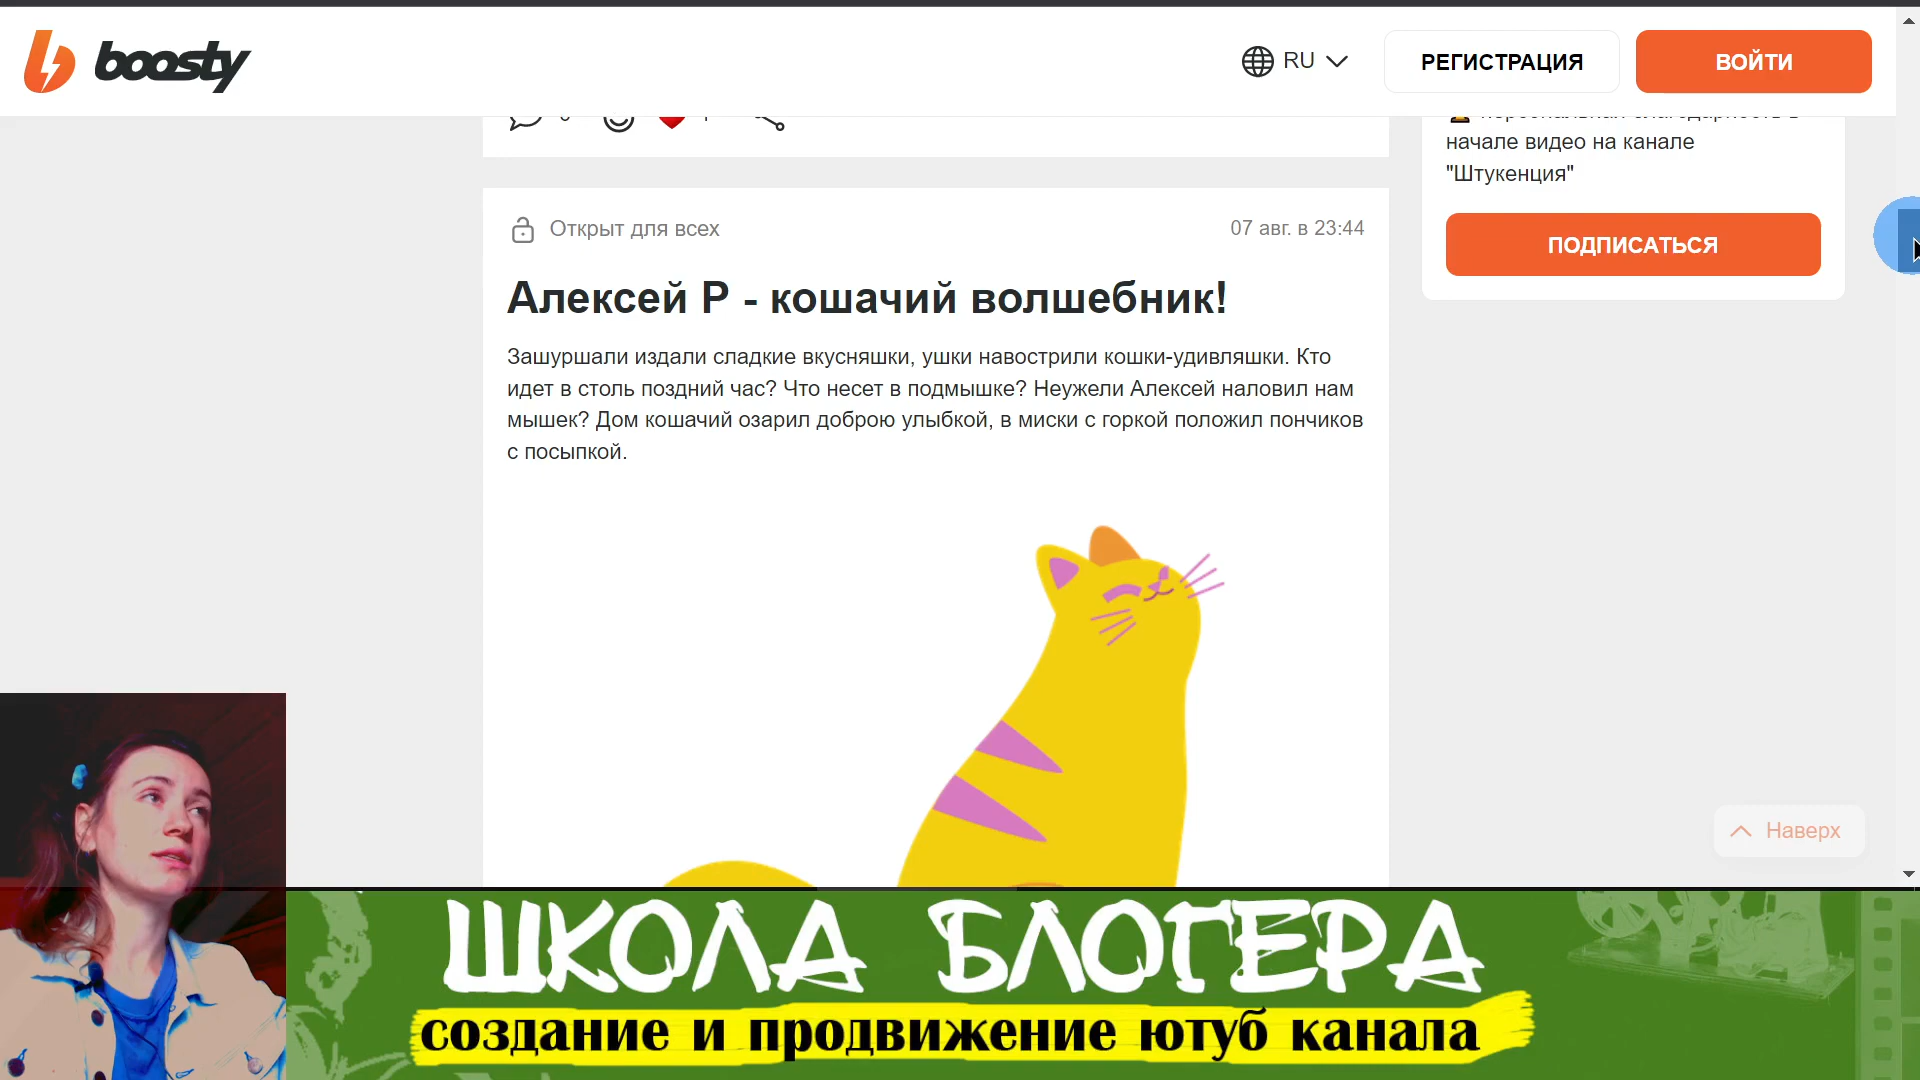 boosty
RU
РЕГИСТРАЦИЯ
ВОЙТИ
начале видео на канале
"Штукенция"
ПОДПИСАТЬСЯ
Открыт для всех
07 авг. в 23:44
Алексей Р - кошачий волшебник!
Зашуршали издали сладкие вкусняшки, ушки навострили кошки-удивляшки. Кто
идет в столь поздний час? Что несет в подмышке? Неужели Алексей наловил нам
мышек? Дом кошачий озарил доброю улыбкой, в миски с горкой положил пончиков
с посыпкой.
Наверх
ШКОЛА БЛОГЕРА
создание и продвижение ютуб канала